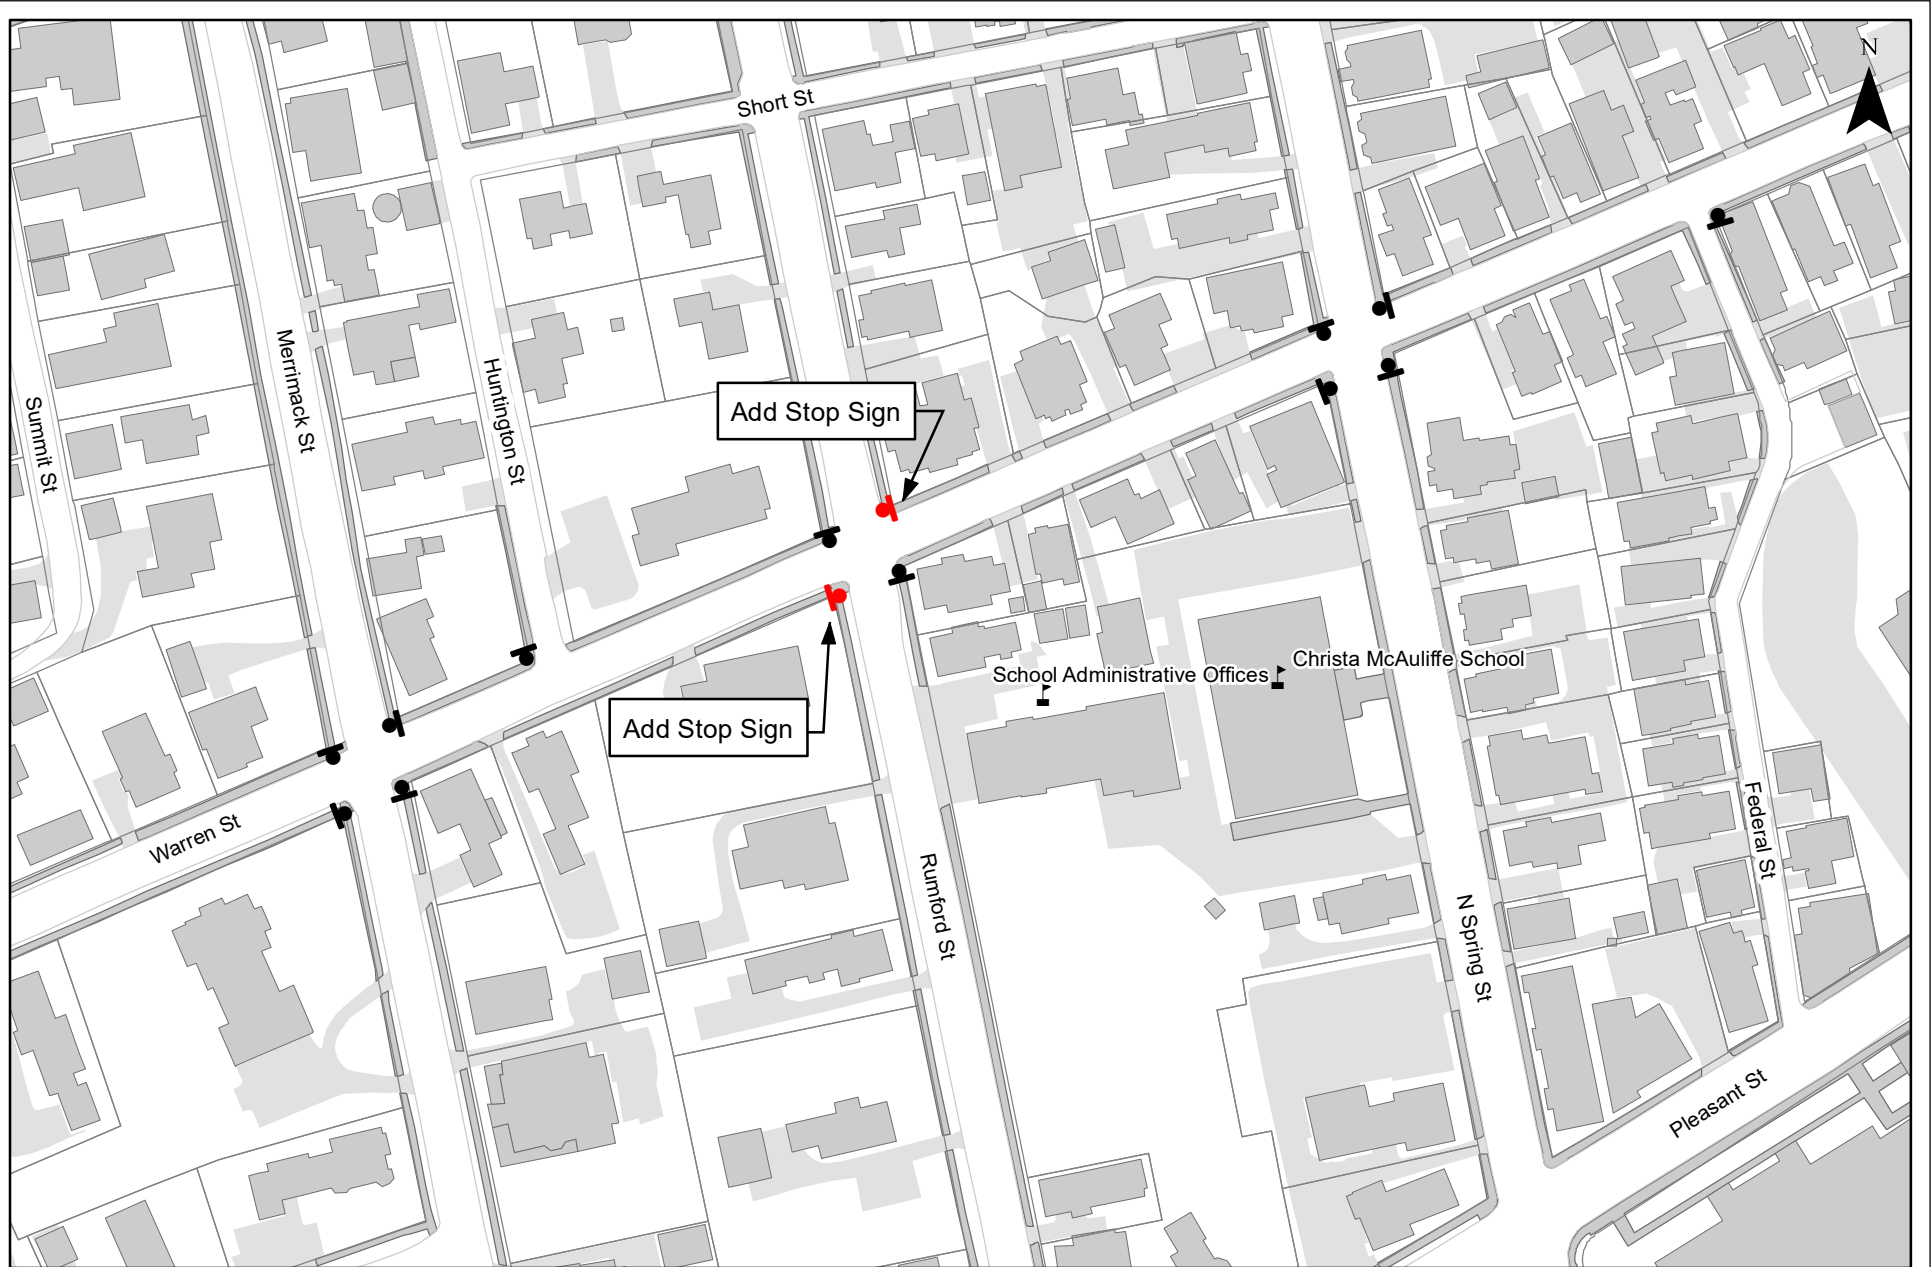 N
Short St
Merrimack St
Huntington St
Summit St
Add Stop Sign
School Administrative Offices
Christa McAuliffe School
Add Stop Sign
Warren St
Federal St
Rumford St
N Spring St
Pleasant St